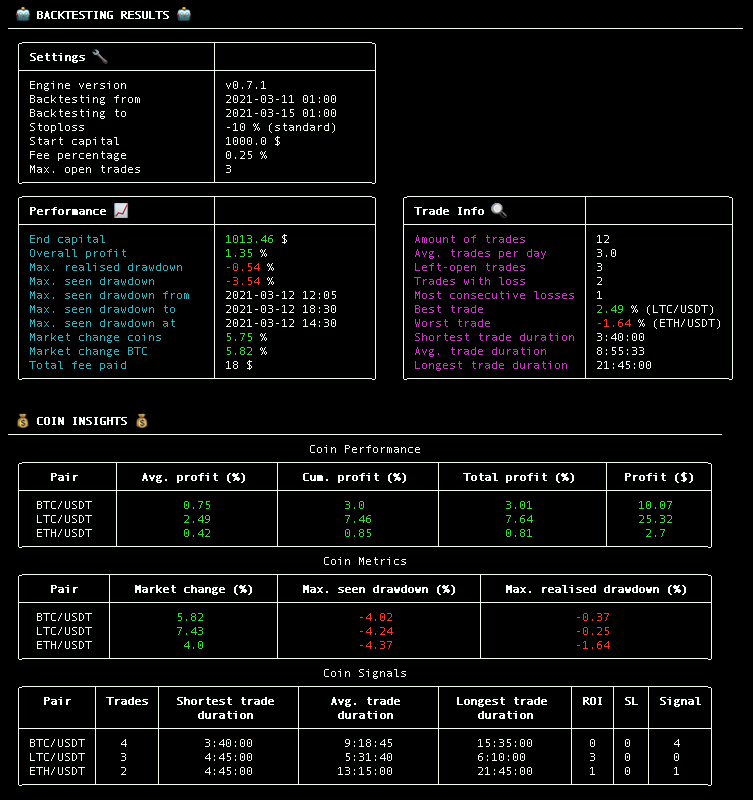 BACKTESTING RESULTS
Settings
Engine version v0.7.1
Backtesting from 2021-03-11 01:00
Backtesting to 2021-03-15 01:00
Stoploss -10 % (standard)
Start capital 1000.0 $
Fee percentage 0.25 %
Max. open trades 3
Performance
End capital 1013.46 $
Overall profit 1.35 %
Max. realised drawdown -0.54 %
Max. seen drawdown -3.54 %
Max. seen drawdown from 2021-03-12 12:05
Max. seen drawdown to 2021-03-12 18:30
Max. seen drawdown at 2021-03-12 14:30
Market change coins 5.75 %
Market change BTC 5.82 %
Total fee paid 18 $
Trade Info
Amount of trades 12
Avg. trades per day 3.0
Left-open trades 3
Trades with loss 2
Most consecutive losses 1
Best trade 2.49 % (LTC/USDT)
Worst trade -1.64 % (ETH/USDT)
Shortest trade duration 3:40:00
Avg. trade duration 8:55:33
Longest trade duration 21:45:00
COIN INSIGHTS
Coin Performance
Pair Avg. profit (%) Cum. profit (%) Total profit (%) Profit ($)
BTC/USDT 0.75 3.0 3.01 10.07
LTC/USDT 2.49 7.46 7.64 25.32
ETH/USDT 0.42 0.85 0.81 2.7
Coin Metrics
Pair Market change (%) Max. seen drawdown (%) Max. realised drawdown (%)
BTC/USDT 5.82 -4.02 -0.37
LTC/USDT 7.43 -4.24 -0.25
ETH/USDT 4.0 -4.37 -1.64
Coin Signals
Pair Trades Shortest trade Avg. trade Longest trade ROI SL Signal
duration duration duration
BTC/USDT 4 3:40:00 9:18:45 15:35:00 0 0 4
LTC/USDT 3 4:45:00 5:31:40 6:10:00 3 0 0
ETH/USDT 2 4:45:00 13:15:00 21:45:00 1 0 1